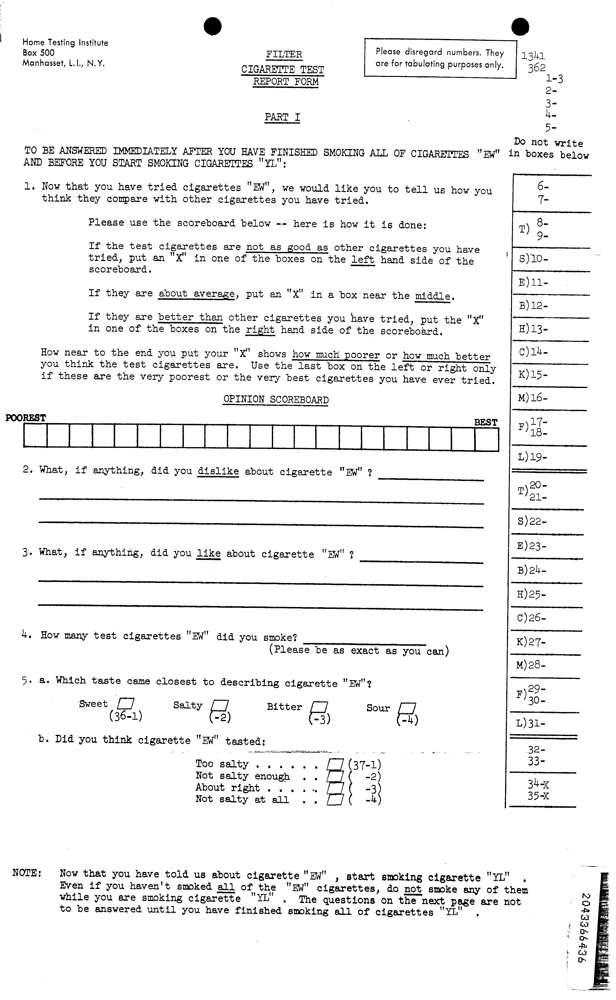 Home Testing Institute
Box 500
Manhasset, L.I., N.Y.
FILTER
CIGARETTE TEST
REPORT FORM
Please disregard numbers. They
are for tabulating purposes only.
1341
362
1-3
2-
3-
4-
5-
PART I
Do not write
in boxes below
TO BE ANSWERED IMMEDIATELY AFTER YOU HAVE FINISHED SMOKING ALL OF CIGARETTES "EW"
AND BEFORE YOU START SMOKING CIGARETTES "YL":
1. Now that you have tried cigarettes "EW", we would like you to tell us how you
think they compare with other cigarettes you have tried.
Please use the scoreboard below -- here is how it is done:
If the test cigarettes are not as good as other cigarettes you have
tried, put an "X" in one of the boxes on the left hand side of the
scoreboard.
If they are about average, put an "X" in a box near the middle.
If they are better than other cigarettes you have tried, put the "X"
in one of the boxes on the right hand side of the scoreboard.
How near to the end you put your "X" shows how much poorer or how much better
you think the test cigarettes are. Use the last box on the left or right only
if these are the very poorest or the very best cigarettes you have ever tried.
OPINION SCOREBOARD
POOREST BEST
2. What, if anything, did you dislike about cigarette "EW" ?
3. What, if anything, did you like about cigarette "EW" ?
4. How many test cigarettes "EW" did you smoke?
(Please be as exact as you can)
5. a. Which taste came closest to describing cigarette "EW"?
Sweet Salty Bitter Sour
(36-1) (-2) (-3) (-4)
b. Did you think cigarette "EW" tasted:
Too salty . . . . . . (37-1)
Not salty enough . . ( -2)
About right . . . . . ( -3)
Not salty at all . . ( -4)
6-
7-
T) 8-
9-
S)10-
E)11-
B)12-
H)13-
C)14-
K)15-
M)16-
F)17-
18-
L)19-
T)20-
21-
S)22-
E)23-
B)24-
H)25-
C)26-
K)27-
M)28-
F)29-
30-
L)31-
32-
33-
34-X
35-X
NOTE: Now that you have told us about cigarette "EW" , start smoking cigarette "YL" .
Even if you haven't smoked all of the "EW" cigarettes, do not smoke any of them
while you are smoking cigarette "YL" . The questions on the next page are not
to be answered until you have finished smoking all of cigarettes "YL" .
2043366436